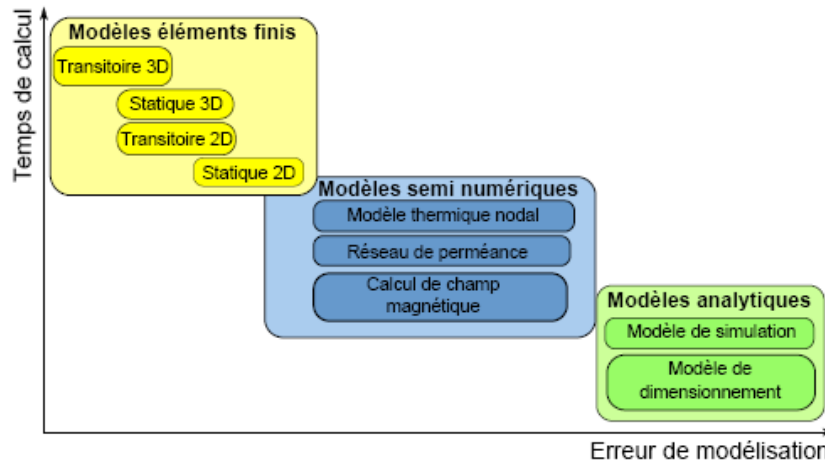 Temps de calcul
Modèles éléments finis
Transitoire 3D
Statique 3D
Transitoire 2D
Statique 2D
Modèles semi numériques
Modèle thermique nodal
Réseau de perméance
Calcul de champ
magnétique
Modèles analytiques
Modèle de simulation
Modèle de
dimensionnement
Erreur de modélisation